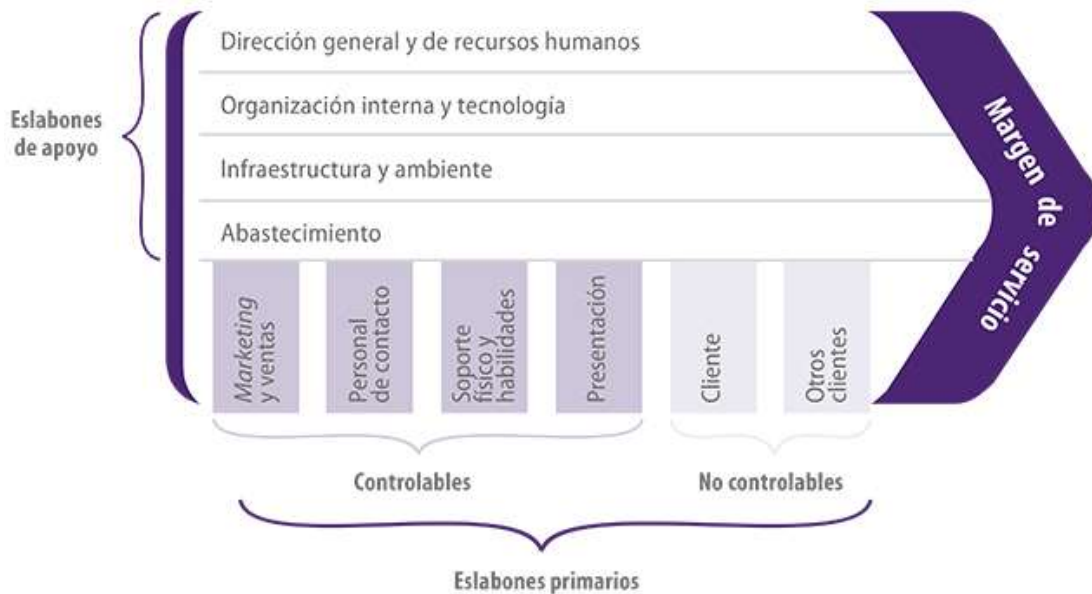 Dirección general y de recursos humanos
Organización interna y tecnología
Infraestructura y ambiente
Abastecimiento
Eslabones
de apoyo
Margen de servicio
Marketing
y ventas
Personal
de contacto
Soporte
físico y
habilidades
Presentación
Cliente
Otros
clientes
Controlables
No controlables
Eslabones primarios